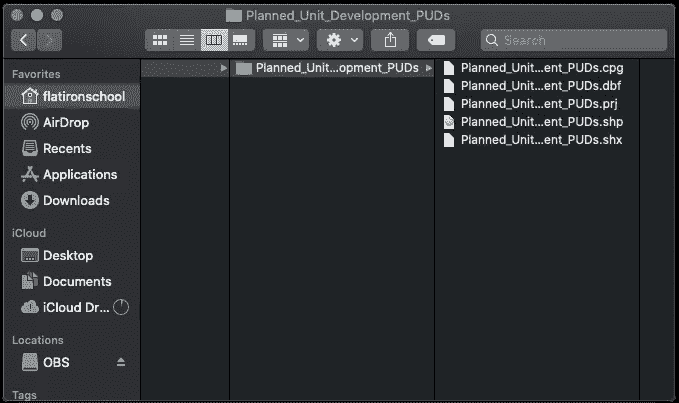 Planned_Unit_Development_PUDs
Search
Favorites
flatironschool
AirDrop
Recents
Applications
Downloads
iCloud
Desktop
Documents
iCloud Dr...
Locations
OBS
Tags
Planned_Unit...opment_PUDs
Planned_Unit...ent_PUDs.cpg
Planned_Unit...ent_PUDs.dbf
Planned_Unit...ent_PUDs.prj
Planned_Unit...ent_PUDs.shp
Planned_Unit...ent_PUDs.shx